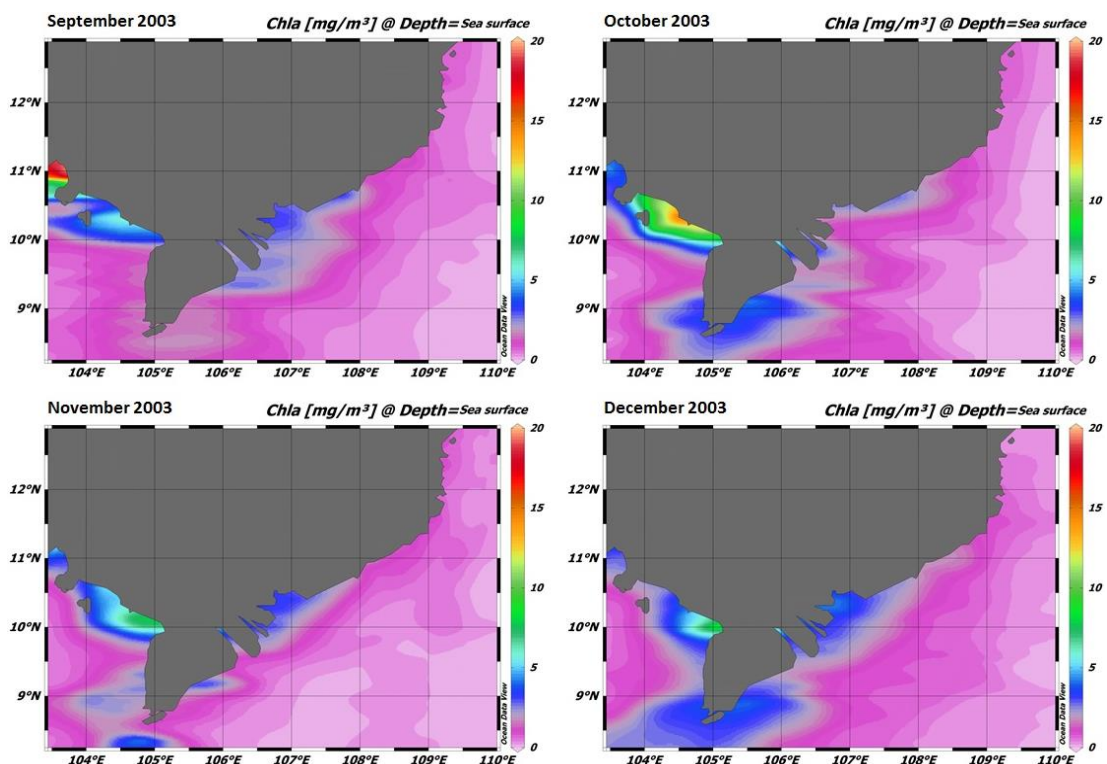 September 2003 Chla [mg/m³] @ Depth=Sea surface
20
15
10
5
0
12°N
11°N
10°N
9°N
104°E 105°E 106°E 107°E 108°E 109°E 110°E
Ocean Data View
October 2003 Chla [mg/m³] @ Depth=Sea surface
20
15
10
5
0
12°N
11°N
10°N
9°N
104°E 105°E 106°E 107°E 108°E 109°E 110°E
Ocean Data View
November 2003 Chla [mg/m³] @ Depth=Sea surface
20
15
10
5
0
12°N
11°N
10°N
9°N
104°E 105°E 106°E 107°E 108°E 109°E 110°E
Ocean Data View
December 2003 Chla [mg/m³] @ Depth=Sea surface
20
15
10
5
0
12°N
11°N
10°N
9°N
104°E 105°E 106°E 107°E 108°E 109°E 110°E
Ocean Data View